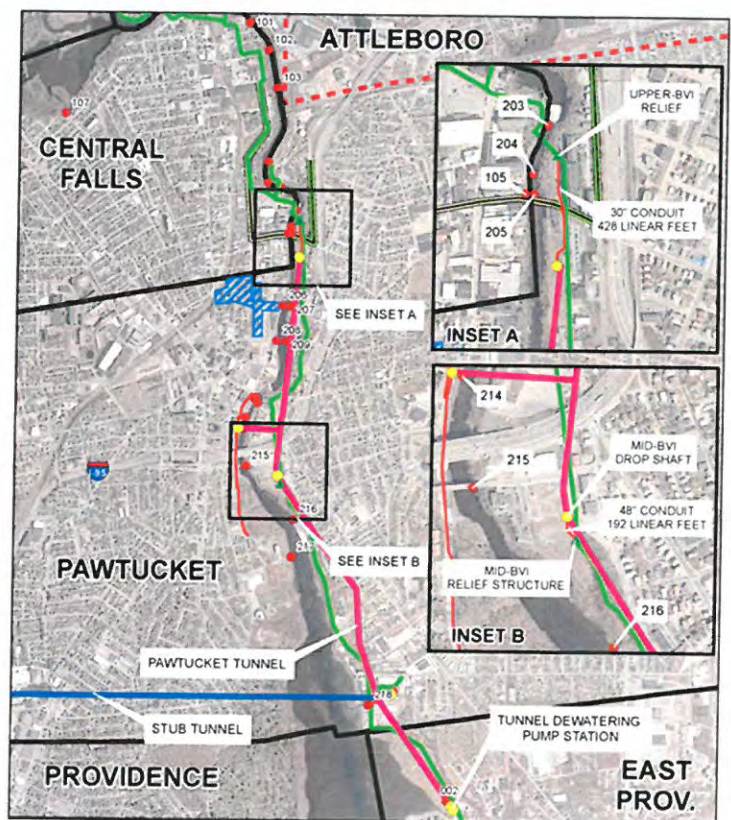 101
ATTLEBORO
102
103
107
CENTRAL
FALLS
206
207
SEE INSET A
208
209
215
216
217
SEE INSET B
95
PAWTUCKET
PAWTUCKET TUNNEL
218
STUB TUNNEL
TUNNEL DEWATERING
PUMP STATION
PROVIDENCE
002
EAST
PROV.
203
UPPER-BVI
RELIEF
204
105
205
30" CONDUIT
428 LINEAR FEET
INSET A
214
215
MID-BVI
DROP SHAFT
48" CONDUIT
192 LINEAR FEET
MID-BVI
RELIEF STRUCTURE
216
INSET B